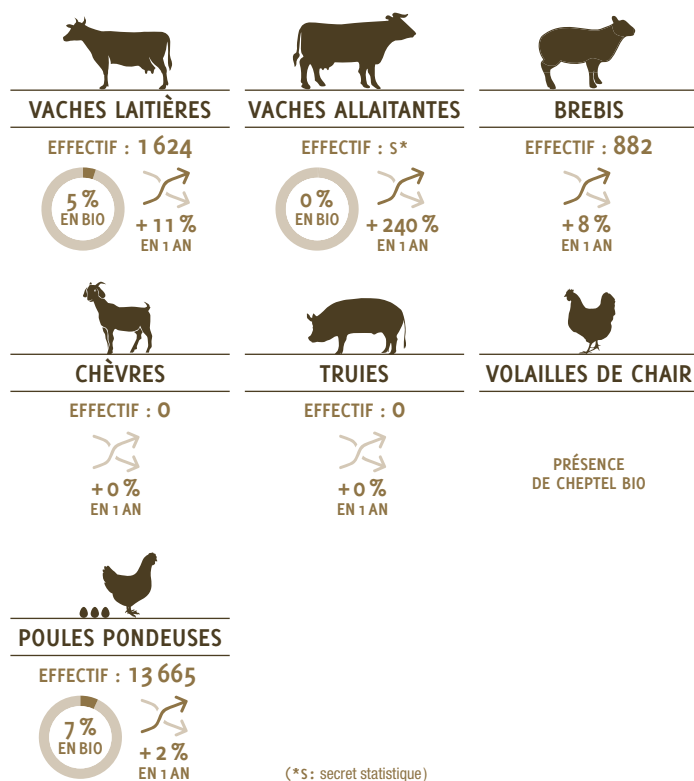 VACHES LAITIÈRES
EFFECTIF : 1 624
5 %
EN BIO
+ 11 %
EN 1 AN
VACHES ALLAITANTES
EFFECTIF : S*
0 %
EN BIO
+ 240 %
EN 1 AN
BREBIS
EFFECTIF : 882
+ 8 %
EN 1 AN
CHÈVRES
EFFECTIF : 0
+ 0 %
EN 1 AN
TRUIES
EFFECTIF : 0
+ 0 %
EN 1 AN
VOLAILLES DE CHAIR
PRÉSENCE
DE CHEPTEL BIO
POULES PONDEUSES
EFFECTIF : 13 665
7 %
EN BIO
+ 2 %
EN 1 AN
(*S : secret statistique)